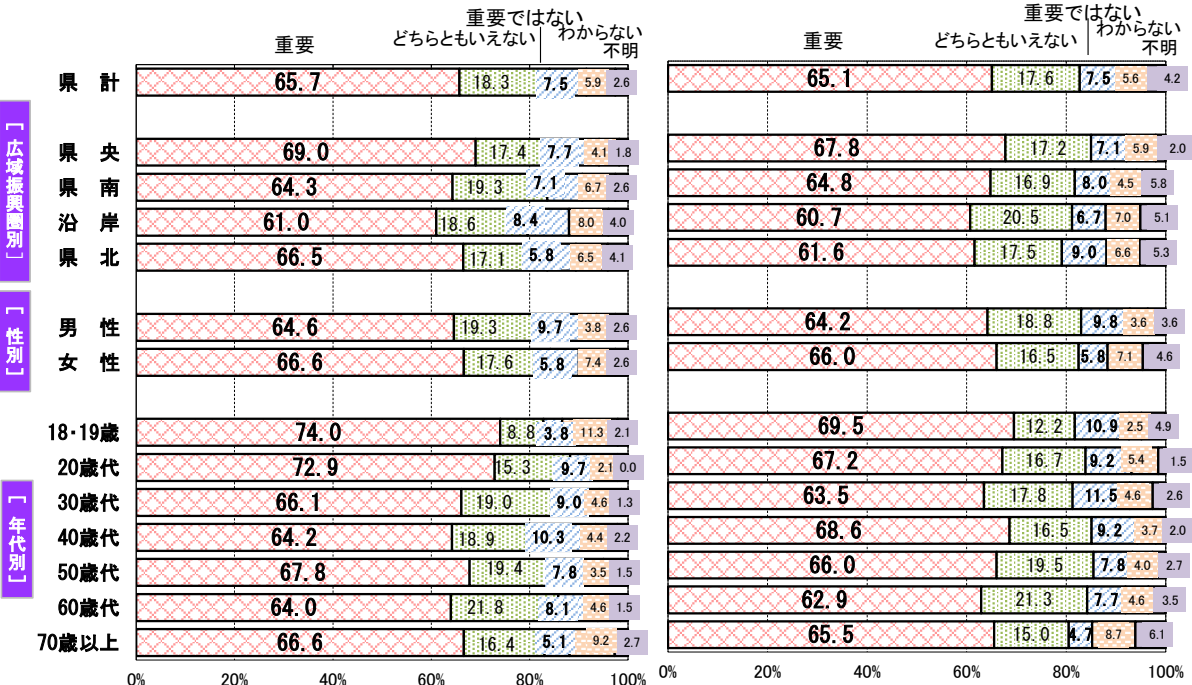 重要ではない
重要 どちらともいえない わからない
不明
県 計 65.7 18.3 7.5 5.9 2.6
[広域振興圏別]
県 央 69.0 17.4 7.7 4.1 1.8
県 南 64.3 19.3 7.1 6.7 2.6
沿 岸 61.0 18.6 8.4 8.0 4.0
県 北 66.5 17.1 5.8 6.5 4.1
[性別]
男 性 64.6 19.3 9.7 3.8 2.6
女 性 66.6 17.6 5.8 7.4 2.6
[年代別]
18・19歳 74.0 8.8 3.8 11.3 2.1
20歳代 72.9 15.3 9.7 2.1 0.0
30歳代 66.1 19.0 9.0 4.6 1.3
40歳代 64.2 18.9 10.3 4.4 2.2
50歳代 67.8 19.4 7.8 3.5 1.5
60歳代 64.0 21.8 8.1 4.6 1.5
70歳以上 66.6 16.4 5.1 9.2 2.7
0% 20% 40% 60% 80% 100%
重要ではない
重要 どちらともいえない わからない
不明
65.1 17.6 7.5 5.6 4.2
67.8 17.2 7.1 5.9 2.0
64.8 16.9 8.0 4.5 5.8
60.7 20.5 6.7 7.0 5.1
61.6 17.5 9.0 6.6 5.3
64.2 18.8 9.8 3.6 3.6
66.0 16.5 5.8 7.1 4.6
69.5 12.2 10.9 2.5 4.9
67.2 16.7 9.2 5.4 1.5
63.5 17.8 11.5 4.6 2.6
68.6 16.5 9.2 3.7 2.0
66.0 19.5 7.8 4.0 2.7
62.9 21.3 7.7 4.6 3.5
65.5 15.0 4.7 8.7 6.1
0% 20% 40% 60% 80% 100%